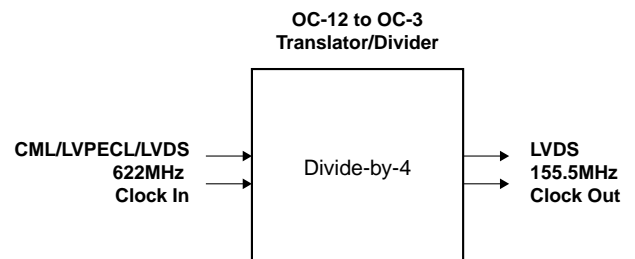 OC-12 to OC-3
Translator/Divider
CML/LVPECL/LVDS
622MHz
Clock In
Divide-by-4
LVDS
155.5MHz
Clock Out